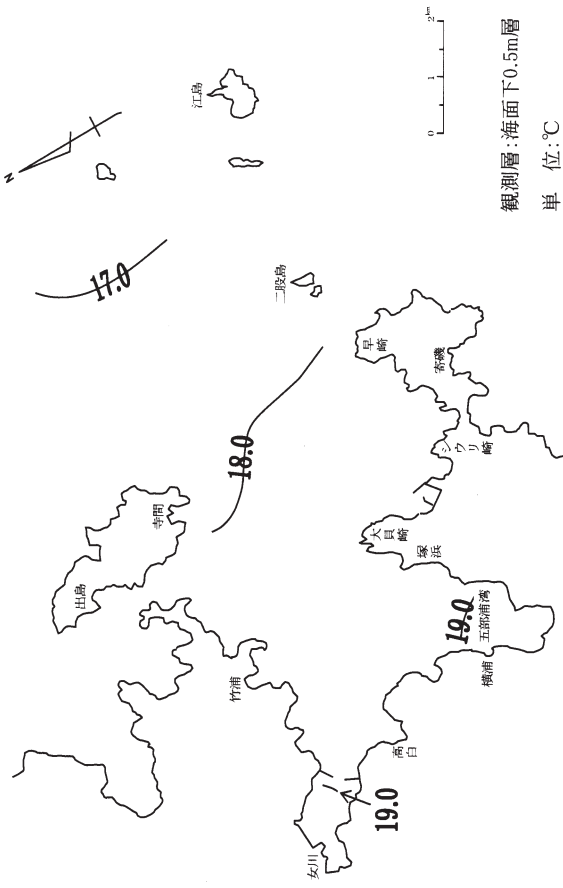 N
江島
17.0
二股島
早崎
寄磯
18.0
シウリ崎
寺間
出島
大貝崎
塚浜
19.0
五部浦湾
横浦
竹浦
高白
19.0
女川
0 1 2km
観測層:海面下0.5m層
単 位:℃